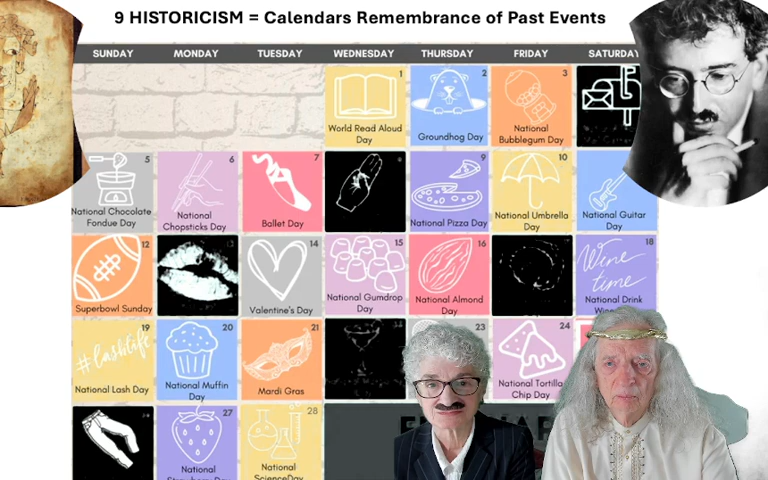 9 HISTORICISM = Calendars Remembrance of Past Events
SUNDAY MONDAY TUESDAY WEDNESDAY THURSDAY FRIDAY SATURDAY
1 2 3
World Read Aloud
Day
Groundhog Day
National
Bubblegum Day
5 6 7 9 10
National Chocolate
Fondue Day
National
Chopsticks Day
Ballet Day
National Pizza Day
National Umbrella
Day
National Guitar
Day
12 14 15 16 18
Superbowl Sunday
Valentine's Day
National Gumdrop
Day
National Almond
Day
Wine
time
National Drink
19 20 21 23 24
#lashlife
National Lash Day
National Muffin
Day
Mardi Gras
National Tortilla
Chip Day
27 28
National
National
ScienceDay